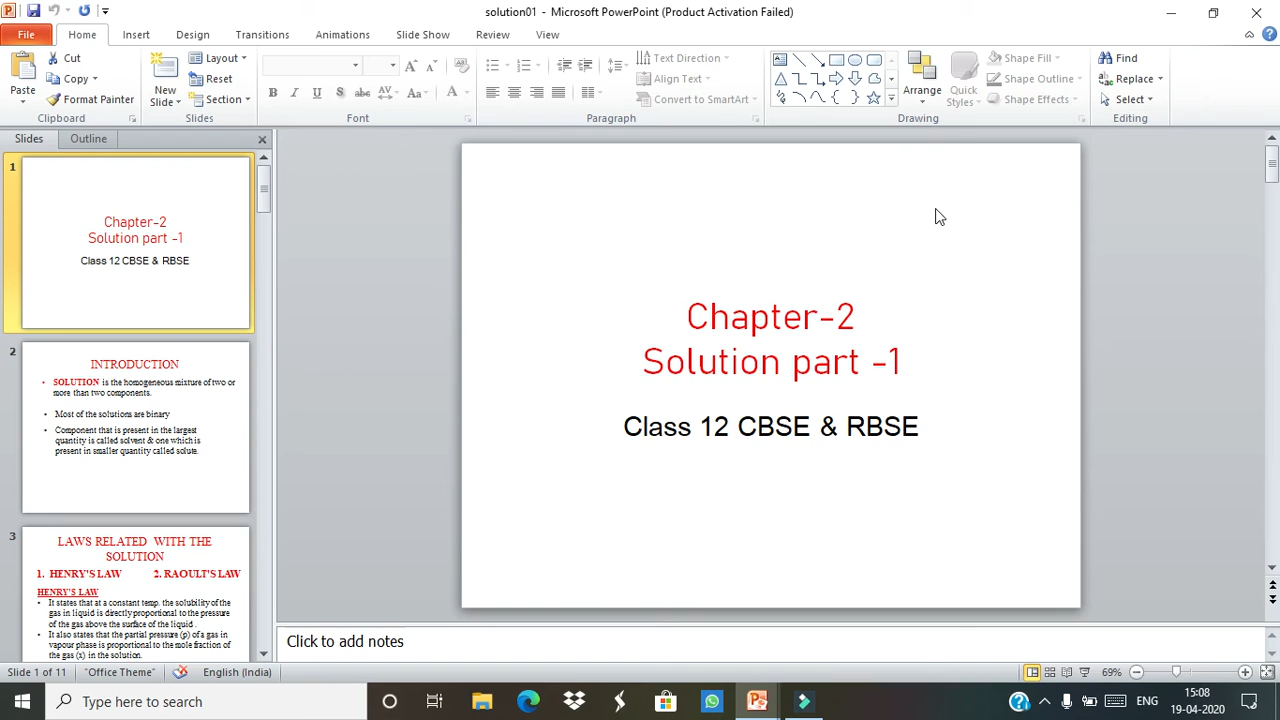 solution01 - Microsoft PowerPoint (Product Activation Failed)
File Home Insert Design Transitions Animations Slide Show Review View
Paste
Cut
Copy
Format Painter
Clipboard
New Slide
Layout
Reset
Section
Slides
B I U S abc AV Aa A
Font
Text Direction
Align Text
Convert to SmartArt
Paragraph
Arrange
Quick Styles
Shape Fill
Shape Outline
Shape Effects
Drawing
Find
Replace
Select
Editing
Slides Outline
1
Chapter-2
Solution part -1
Class 12 CBSE & RBSE
2
INTRODUCTION
• SOLUTION is the homogeneous mixture of two or
more than two components.
• Most of the solutions are binary
• Component that is present in the largest
quantity is called solvent & one which is
present in smaller quantity called solute.
3
LAWS RELATED WITH THE
SOLUTION
1. HENRY'S LAW 2. RAOULT'S LAW
HENRY'S LAW
• It states that at a constant temp. the solubility of the
gas in liquid is directly proportional to the pressure
of the gas above the surface of the liquid .
• It also states that the partial pressure (p) of a gas in
vapour phase is proportional to the mole fraction of
the gas (x) in the solution.
Chapter-2
Solution part -1
Class 12 CBSE & RBSE
Click to add notes
Slide 1 of 11 "Office Theme" English (India) 69%
Type here to search
ENG
15:08
19-04-2020